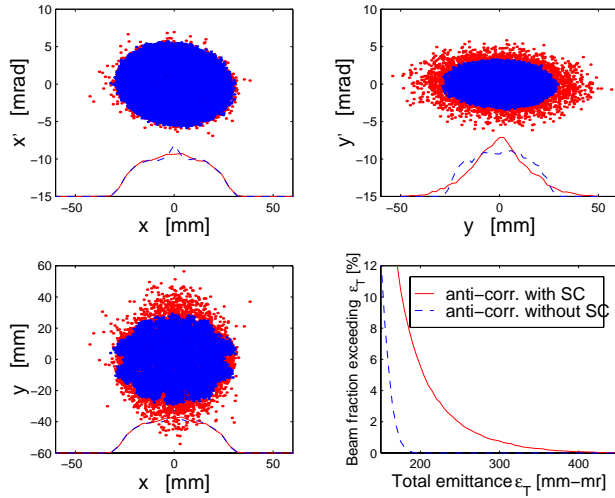 10
5
0
−5
−10
−15
x' [mrad]
−50 0 50
x [mm]
10
5
0
−5
−10
−15
y' [mrad]
−50 0 50
y [mm]
60
40
20
0
−20
−40
−60
y [mm]
−50 0 50
x [mm]
12
10
8
6
4
2
0
Beam fraction exceeding ε_T [%]
anti−corr. with SC
anti−corr. without SC
200 300 400
Total emittance ε_T [mm−mr]